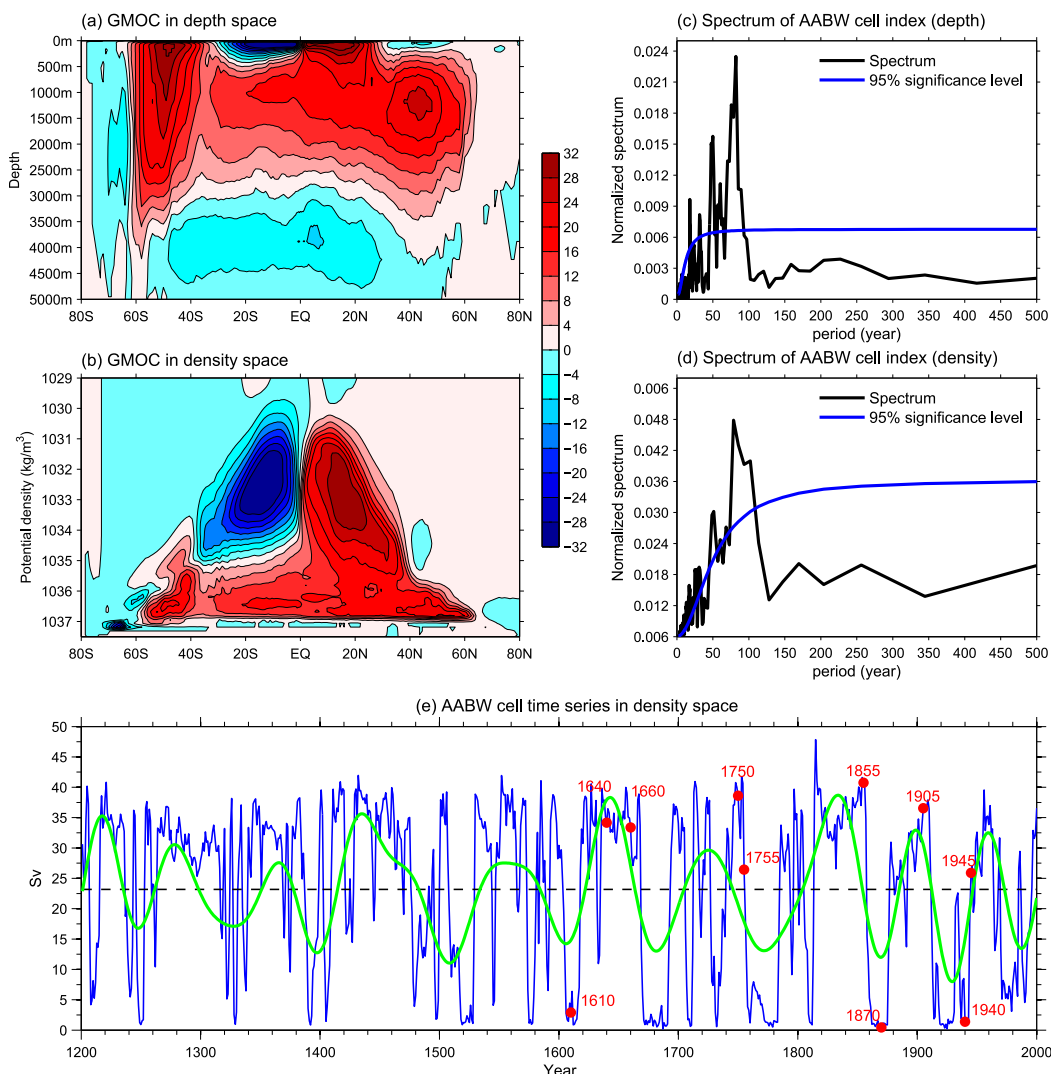 (a) GMOC in depth space
0m
500m
1000m
1500m
2000m
2500m
3000m
3500m
4000m
4500m
5000m
Depth
80S 60S 40S 20S EQ 20N 40N 60N 80N
(b) GMOC in density space
1029
1030
1031
1032
1033
1034
1035
1036
1037
Potential density (kg/m³)
80S 60S 40S 20S EQ 20N 40N 60N 80N
32
28
24
20
16
12
8
4
0
−4
−8
−12
−16
−20
−24
−28
−32
(c) Spectrum of AABW cell index (depth)
Spectrum
95% significance level
0.024
0.021
0.018
0.015
0.012
0.009
0.006
0.003
0
Normalized spectrum
0 50 100 150 200 250 300 350 400 450 500
period (year)
(d) Spectrum of AABW cell index (density)
Spectrum
95% significance level
0.006
0.048
0.042
0.036
0.030
0.024
0.018
0.012
0.006
Normalized spectrum
0 50 100 150 200 250 300 350 400 450 500
period (year)
(e) AABW cell time series in density space
50
45
40
35
30
25
20
15
10
5
0
Sv
1610
1640
1660
1750
1755
1855
1870
1905
1940
1945
1200 1300 1400 1500 1600 1700 1800 1900 2000
Year